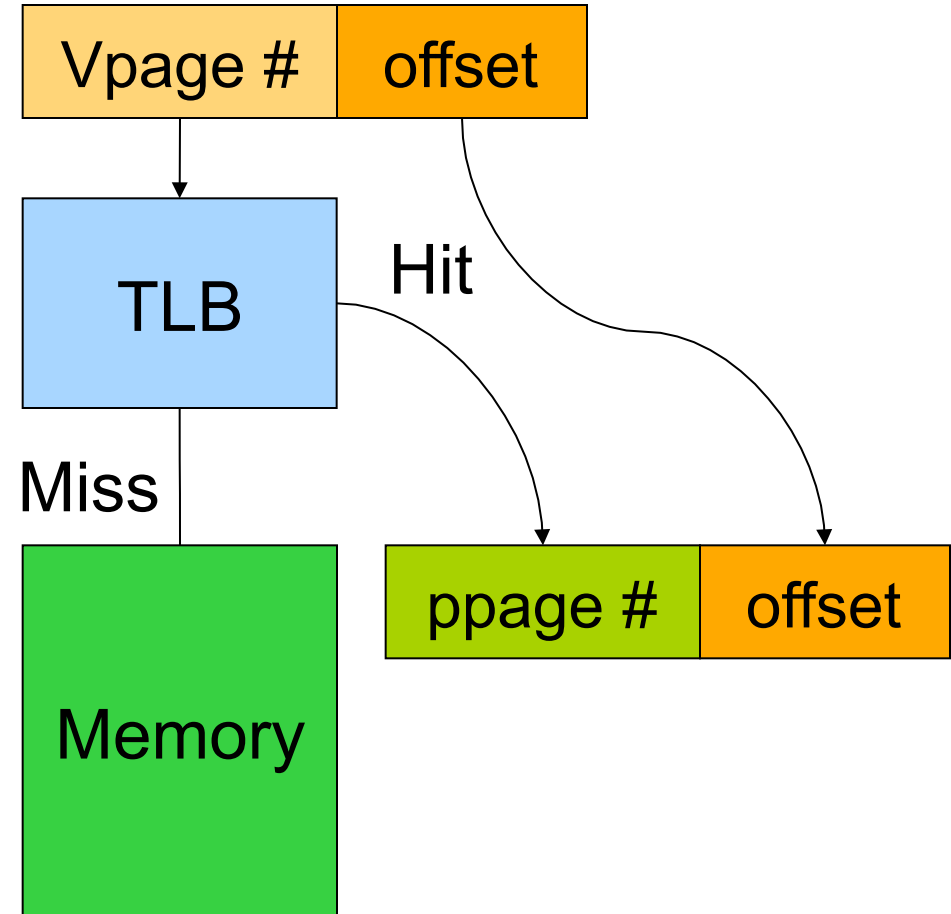 Vpage # offset
TLB
Hit
Miss
ppage # offset
Memory